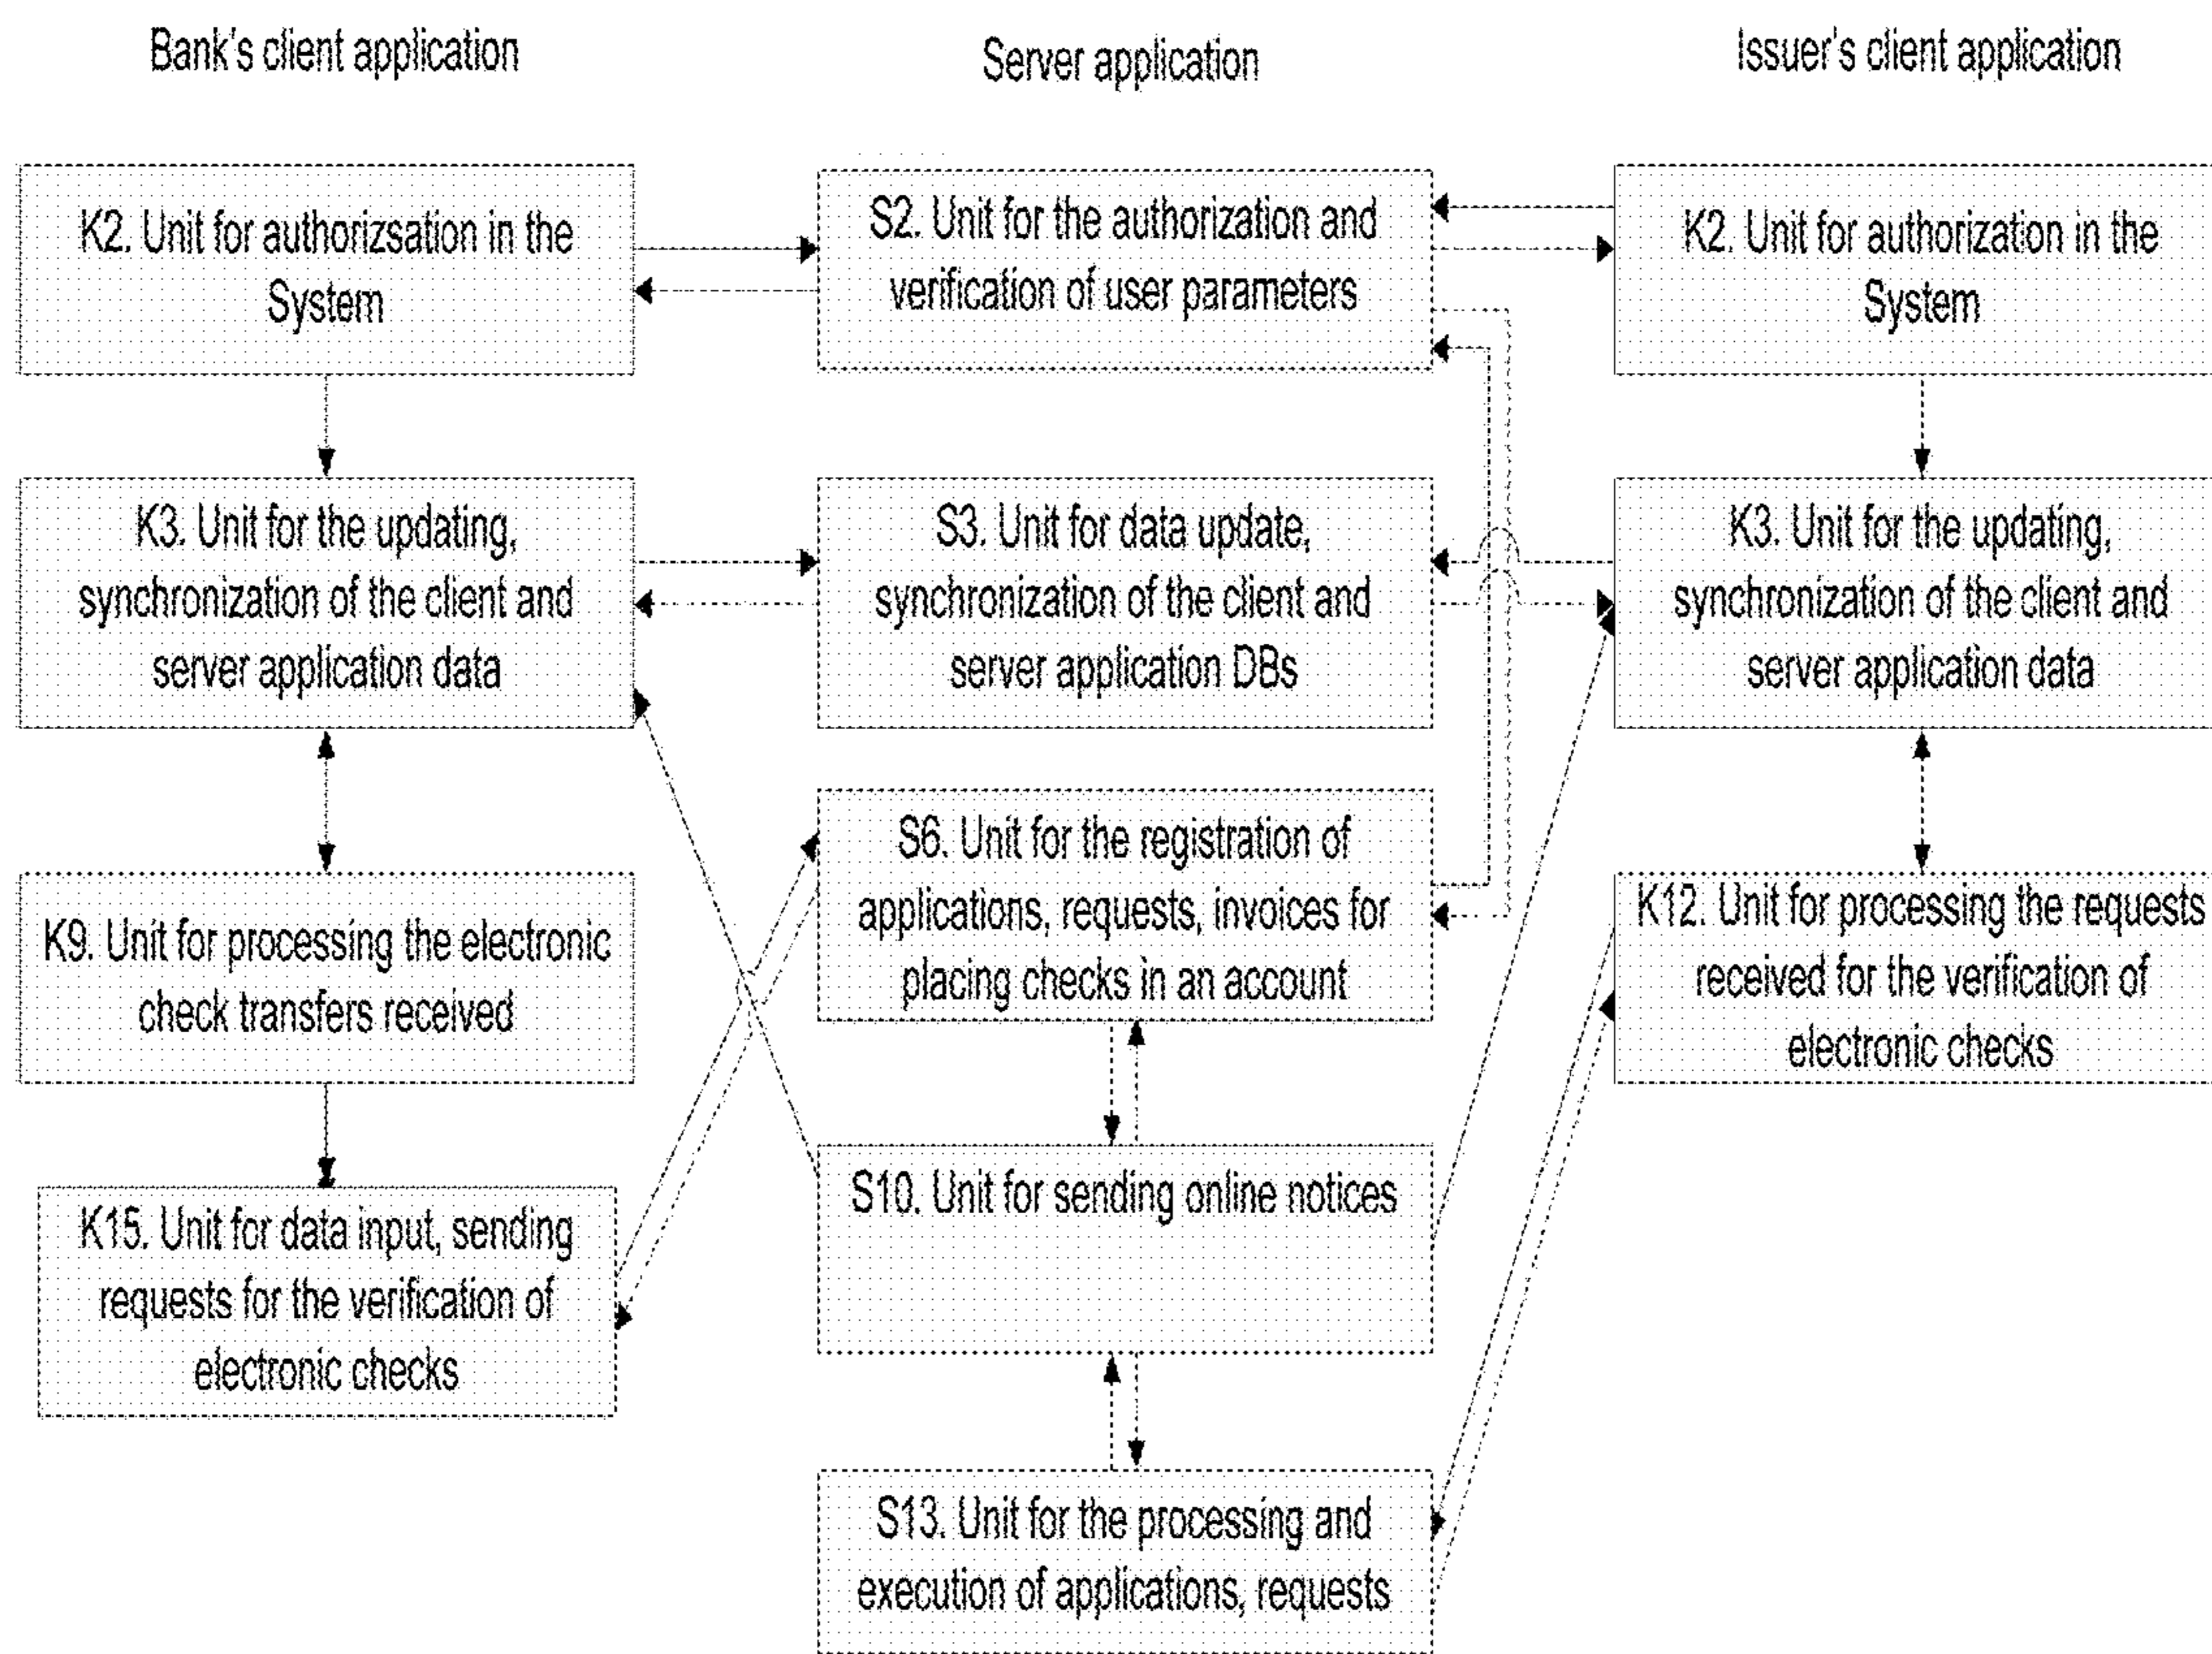 Bank's client application
Server application
Issuer's client application
K2. Unit for authorizsation in the
System
S2. Unit for the authorization and
verification of user parameters
K2. Unit for authorization in the
System
K3. Unit for the updating,
synchronization of the client and
server application data
S3. Unit for data update,
synchronization of the client and
server application DBs
K3. Unit for the updating,
synchronization of the client and
server application data
K9. Unit for processing the electronic
check transfers received
S6. Unit for the registration of
applications, requests, invoices for
placing checks in an account
K12. Unit for processing the requests
received for the verification of
electronic checks
K15. Unit for data input, sending
requests for the verification of
electronic checks
S10. Unit for sending online notices
S13. Unit for the processing and
execution of applications, requests